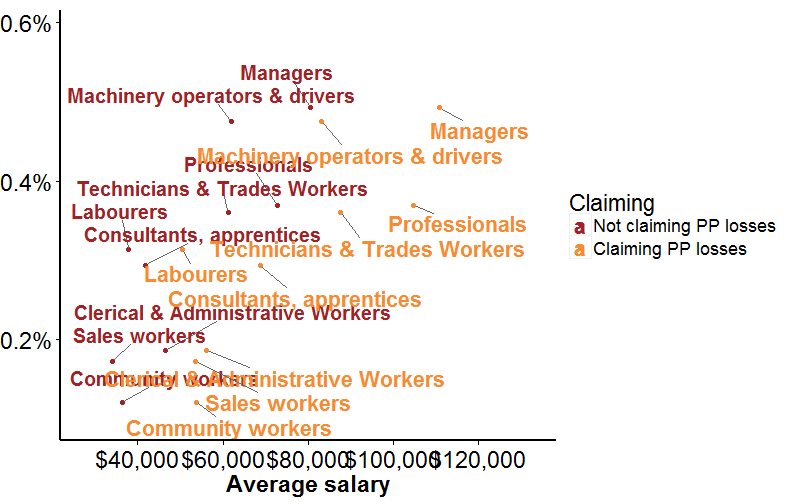 0.6%
Managers
Machinery operators & drivers
Managers
Machinery operators & drivers
Professionals
0.4%
Technicians & Trades Workers
Labourers
Professionals
Consultants, apprentices
Technicians & Trades Workers
Labourers
Consultants, apprentices
Clerical & Administrative Workers
Sales workers
0.2%
Community workers
Clerical & Administrative Workers
Sales workers
Community workers
$40,000
$60,000
$80,000
$100,000
$120,000
Average salary
Claiming
a Not claiming PP losses
a Claiming PP losses